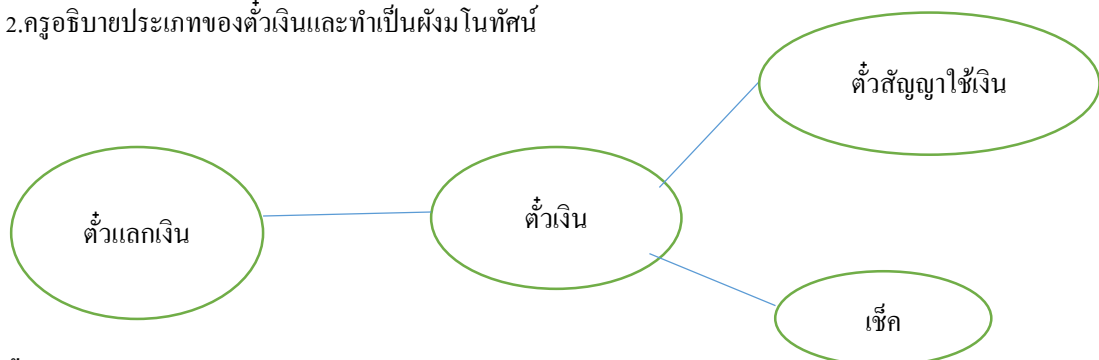 2.ครูอธิบายประเภทของตั๋วเงินและทำเป็นผังมโนทัศน์
ตั๋วสัญญาใช้เงิน
ตั๋วแลกเงิน
ตั๋วเงิน
เช็ค